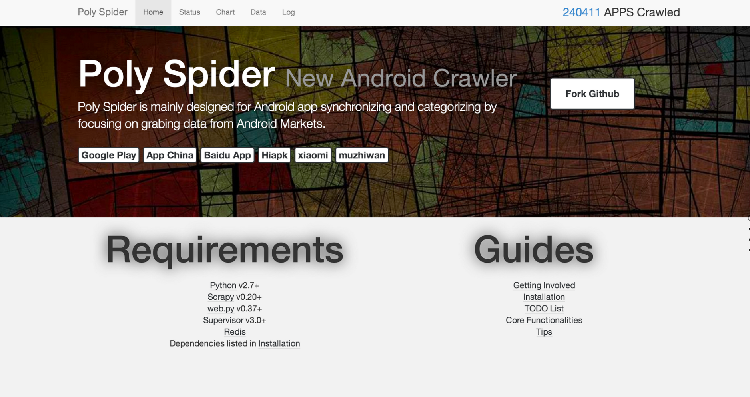 Poly Spider Home Status Chart Data Log 240411 APPS Crawled
Poly Spider New Android Crawler
Fork Github
Poly Spider is mainly designed for Android app synchronizing and categorizing by
focusing on grabing data from Android Markets.
Google Play App China Baidu App Hiapk xiaomi muzhiwan
Requirements
Python v2.7+
Scrapy v0.20+
web.py v0.37+
Supervisor v3.0+
Redis
Dependencies listed in Installation
Guides
Getting Involved
Installation
TODO List
Core Functionalities
Tips